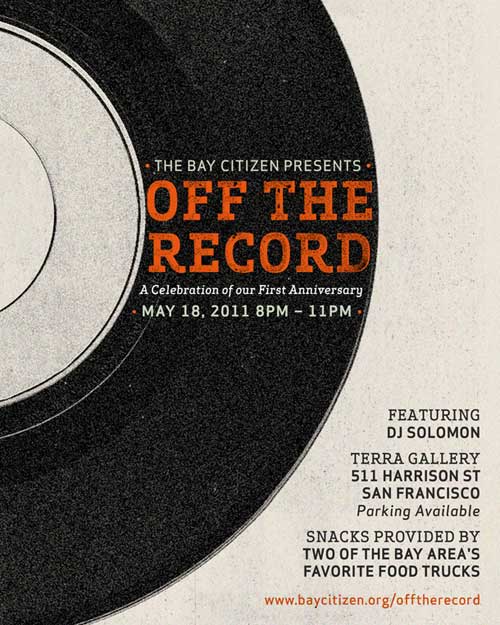 • THE BAY CITIZEN PRESENTS •
OFF THE
RECORD
A Celebration of our First Anniversary
• MAY 18, 2011 8PM – 11PM •
FEATURING
DJ SOLOMON
TERRA GALLERY
511 HARRISON ST
SAN FRANCISCO
Parking Available
SNACKS PROVIDED BY
TWO OF THE BAY AREA'S
FAVORITE FOOD TRUCKS
www.baycitizen.org/offtherecord